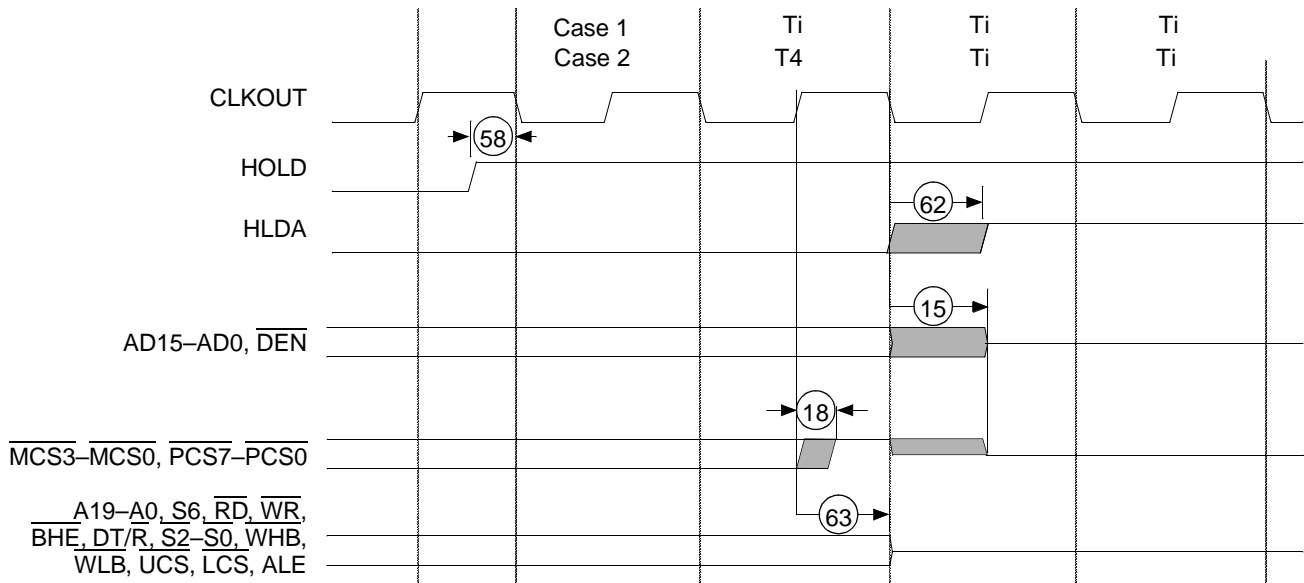 Case 1 Ti Ti Ti
Case 2 T4 Ti Ti
CLKOUT
58
HOLD
62
HLDA
15
AD15–AD0, DEN
18
MCS3–MCS0, PCS7–PCS0
A19–A0, S6, RD, WR,
63
BHE, DT/R, S2–S0, WHB,
WLB, UCS, LCS, ALE